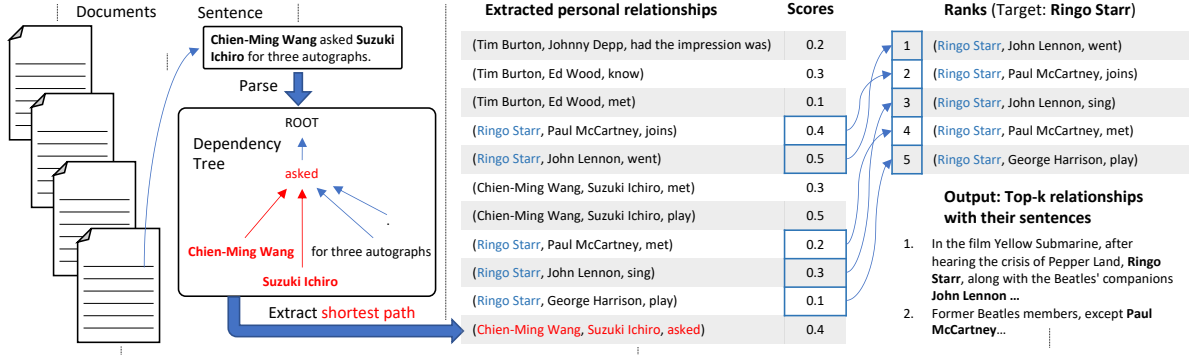 Documents
Sentence
Chien-Ming Wang asked Suzuki
Ichiro for three autographs.
Parse
ROOT
Dependency
Tree
asked
.
Chien-Ming Wang
for three autographs
Suzuki Ichiro
Extract shortest path
Extracted personal relationships Scores
(Tim Burton, Johnny Depp, had the impression was) 0.2
(Tim Burton, Ed Wood, know) 0.3
(Tim Burton, Ed Wood, met) 0.1
(Ringo Starr, Paul McCartney, joins) 0.4
(Ringo Starr, John Lennon, went) 0.5
(Chien-Ming Wang, Suzuki Ichiro, met) 0.3
(Chien-Ming Wang, Suzuki Ichiro, play) 0.5
(Ringo Starr, Paul McCartney, met) 0.2
(Ringo Starr, John Lennon, sing) 0.3
(Ringo Starr, George Harrison, play) 0.1
(Chien-Ming Wang, Suzuki Ichiro, asked) 0.4
Ranks (Target: Ringo Starr)
1 (Ringo Starr, John Lennon, went)
2 (Ringo Starr, Paul McCartney, joins)
3 (Ringo Starr, John Lennon, sing)
4 (Ringo Starr, Paul McCartney, met)
5 (Ringo Starr, George Harrison, play)
Output: Top-k relationships
with their sentences
1. In the film Yellow Submarine, after
hearing the crisis of Pepper Land, Ringo
Starr, along with the Beatles' companions
John Lennon ...
2. Former Beatles members, except Paul
McCartney...